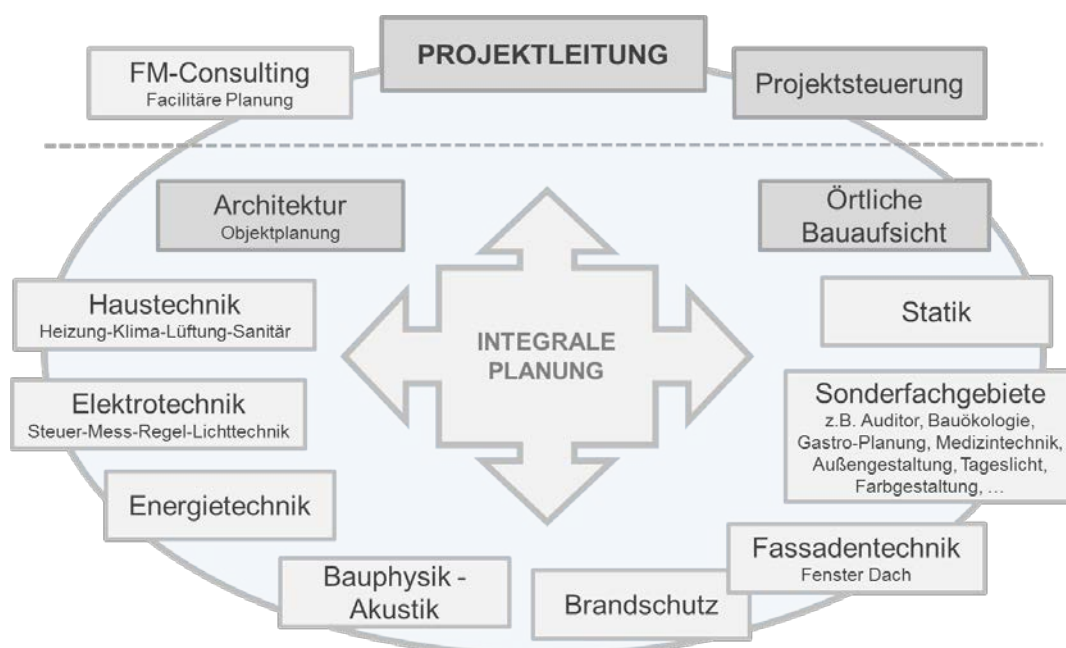 PROJEKTLEITUNG
FM-Consulting
Facilitäre Planung
Projektsteuerung
Architektur
Objektplanung
Örtliche
Bauaufsicht
Haustechnik
Heizung-Klima-Lüftung-Sanitär
INTEGRALE
PLANUNG
Statik
Elektrotechnik
Steuer-Mess-Regel-Lichttechnik
Sonderfachgebiete
z.B. Auditor, Bauökologie,
Gastro-Planung, Medizintechnik,
Außengestaltung, Tageslicht,
Farbgestaltung, ...
Energietechnik
Fassadentechnik
Fenster Dach
Bauphysik -
Akustik
Brandschutz